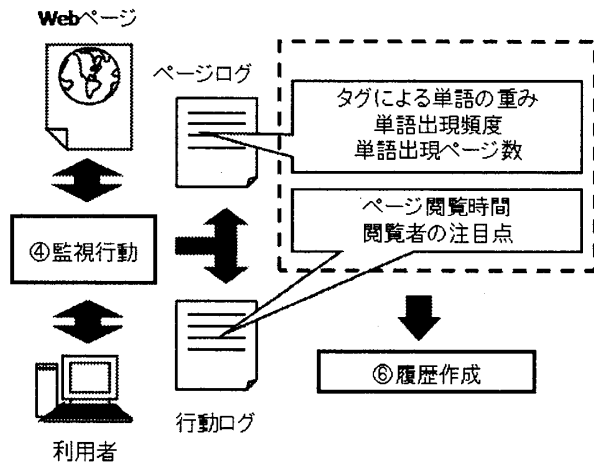 Webページ
ページログ
タグによる単語の重み
単語出現頻度
単語出現ページ数
ページ閲覧時間
閲覧者の注目点
④監視行動
⑥履歴作成
行動ログ
利用者